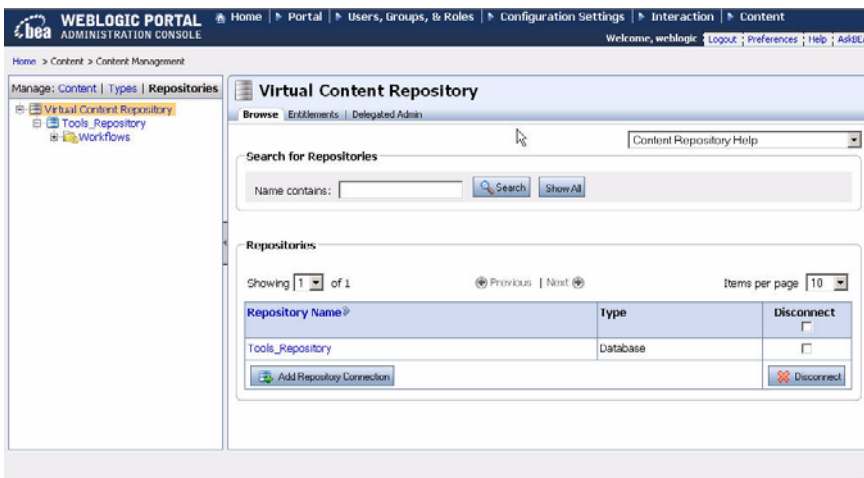 bea WEBLOGIC PORTAL ADMINISTRATION CONSOLE
Home | Portal | Users, Groups, & Roles | Configuration Settings | Interaction | Content
Welcome, weblogic Logout | Preferences | Help | AskBEA
Home > Content > Content Management
Manage: Content | Types | Repositories
Virtual Content Repository
Tools_Repository
Workflows
Virtual Content Repository
Browse Entitlements | Delegated Admin
Content Repository Help
Search for Repositories
Name contains: Search Show All
Repositories
Showing 1 of 1 Previous | Next Items per page 10
Repository Name Type Disconnect
Tools_Repository Database
Add Repository Connection Disconnect